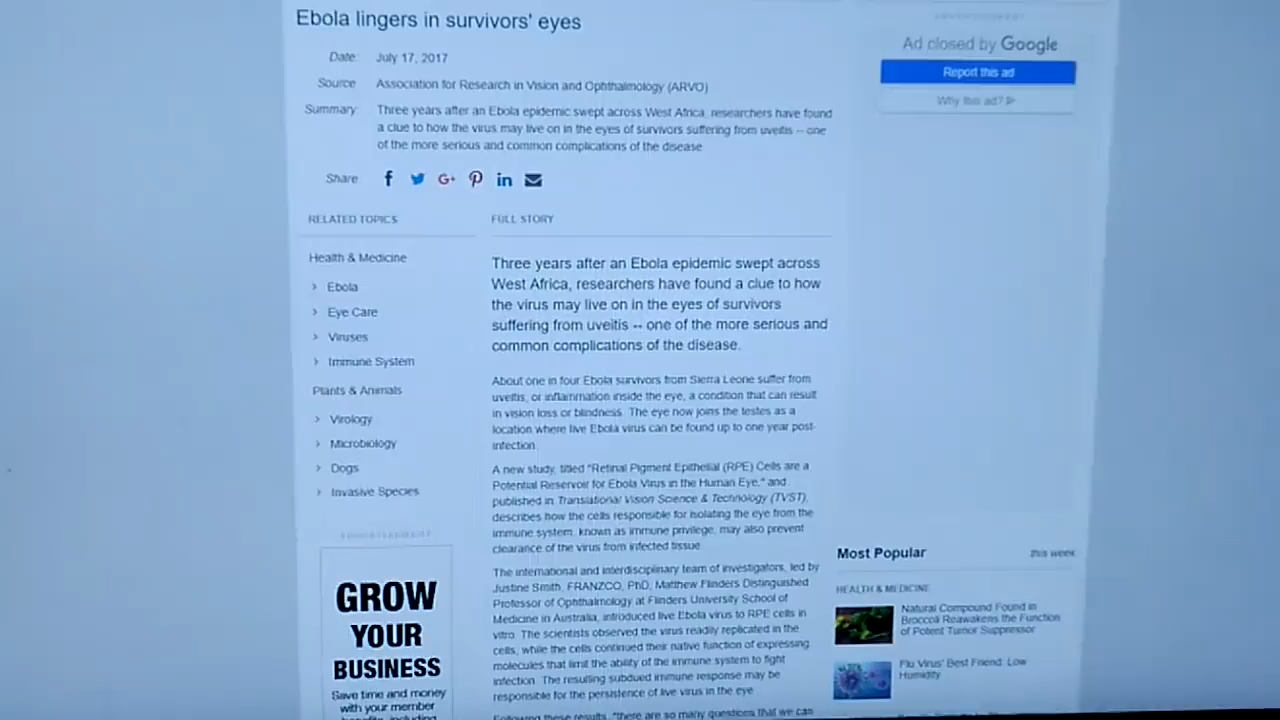 Ebola lingers in survivors' eyes
Date: July 17, 2017
Source: Association for Research in Vision and Ophthalmology (ARVO)
Summary: Three years after an Ebola epidemic swept across West Africa, researchers have found
a clue to how the virus may live on in the eyes of survivors suffering from uveitis -- one
of the more serious and common complications of the disease.
Share:
RELATED TOPICS
Health & Medicine
Ebola
Eye Care
Viruses
Immune System
Plants & Animals
Virology
Microbiology
Dogs
Invasive Species
ADVERTISEMENT
GROW
YOUR
BUSINESS
Save time and money
with your member
benefits, including
FULL STORY
Three years after an Ebola epidemic swept across
West Africa, researchers have found a clue to how
the virus may live on in the eyes of survivors
suffering from uveitis -- one of the more serious and
common complications of the disease.
About one in four Ebola survivors from Sierra Leone suffer from
uveitis, or inflammation inside the eye, a condition that can result
in vision loss or blindness. The eye now joins the testes as a
location where live Ebola virus can be found up to one year post-
infection.
A new study, titled "Retinal Pigment Epithelial (RPE) Cells are a
Potential Reservoir for Ebola Virus in the Human Eye," and
published in Translational Vision Science & Technology (TVST),
describes how the cells responsible for isolating the eye from the
immune system, known as immune privilege, may also prevent
clearance of the virus from infected tissue.
The international and interdisciplinary team of investigators, led by
Justine Smith, FRANZCO, PhD, Matthew Flinders Distinguished
Professor of Ophthalmology at Flinders University School of
Medicine in Australia, introduced live Ebola virus to RPE cells in
vitro. The scientists observed the virus readily replicated in the
cells, while the cells continued their native function of expressing
molecules that limit the ability of the immune system to fight
infection. The resulting subdued immune response may be
responsible for the persistence of live virus in the eye.
Following these results, "there are so many questions that we can
ADVERTISEMENT
Ad closed by Google
Report this ad
Why this ad?
Most Popular
this week
HEALTH & MEDICINE
Natural Compound Found in
Broccoli Reawakens the Function
of Potent Tumor Suppressor
Flu Virus' Best Friend: Low
Humidity